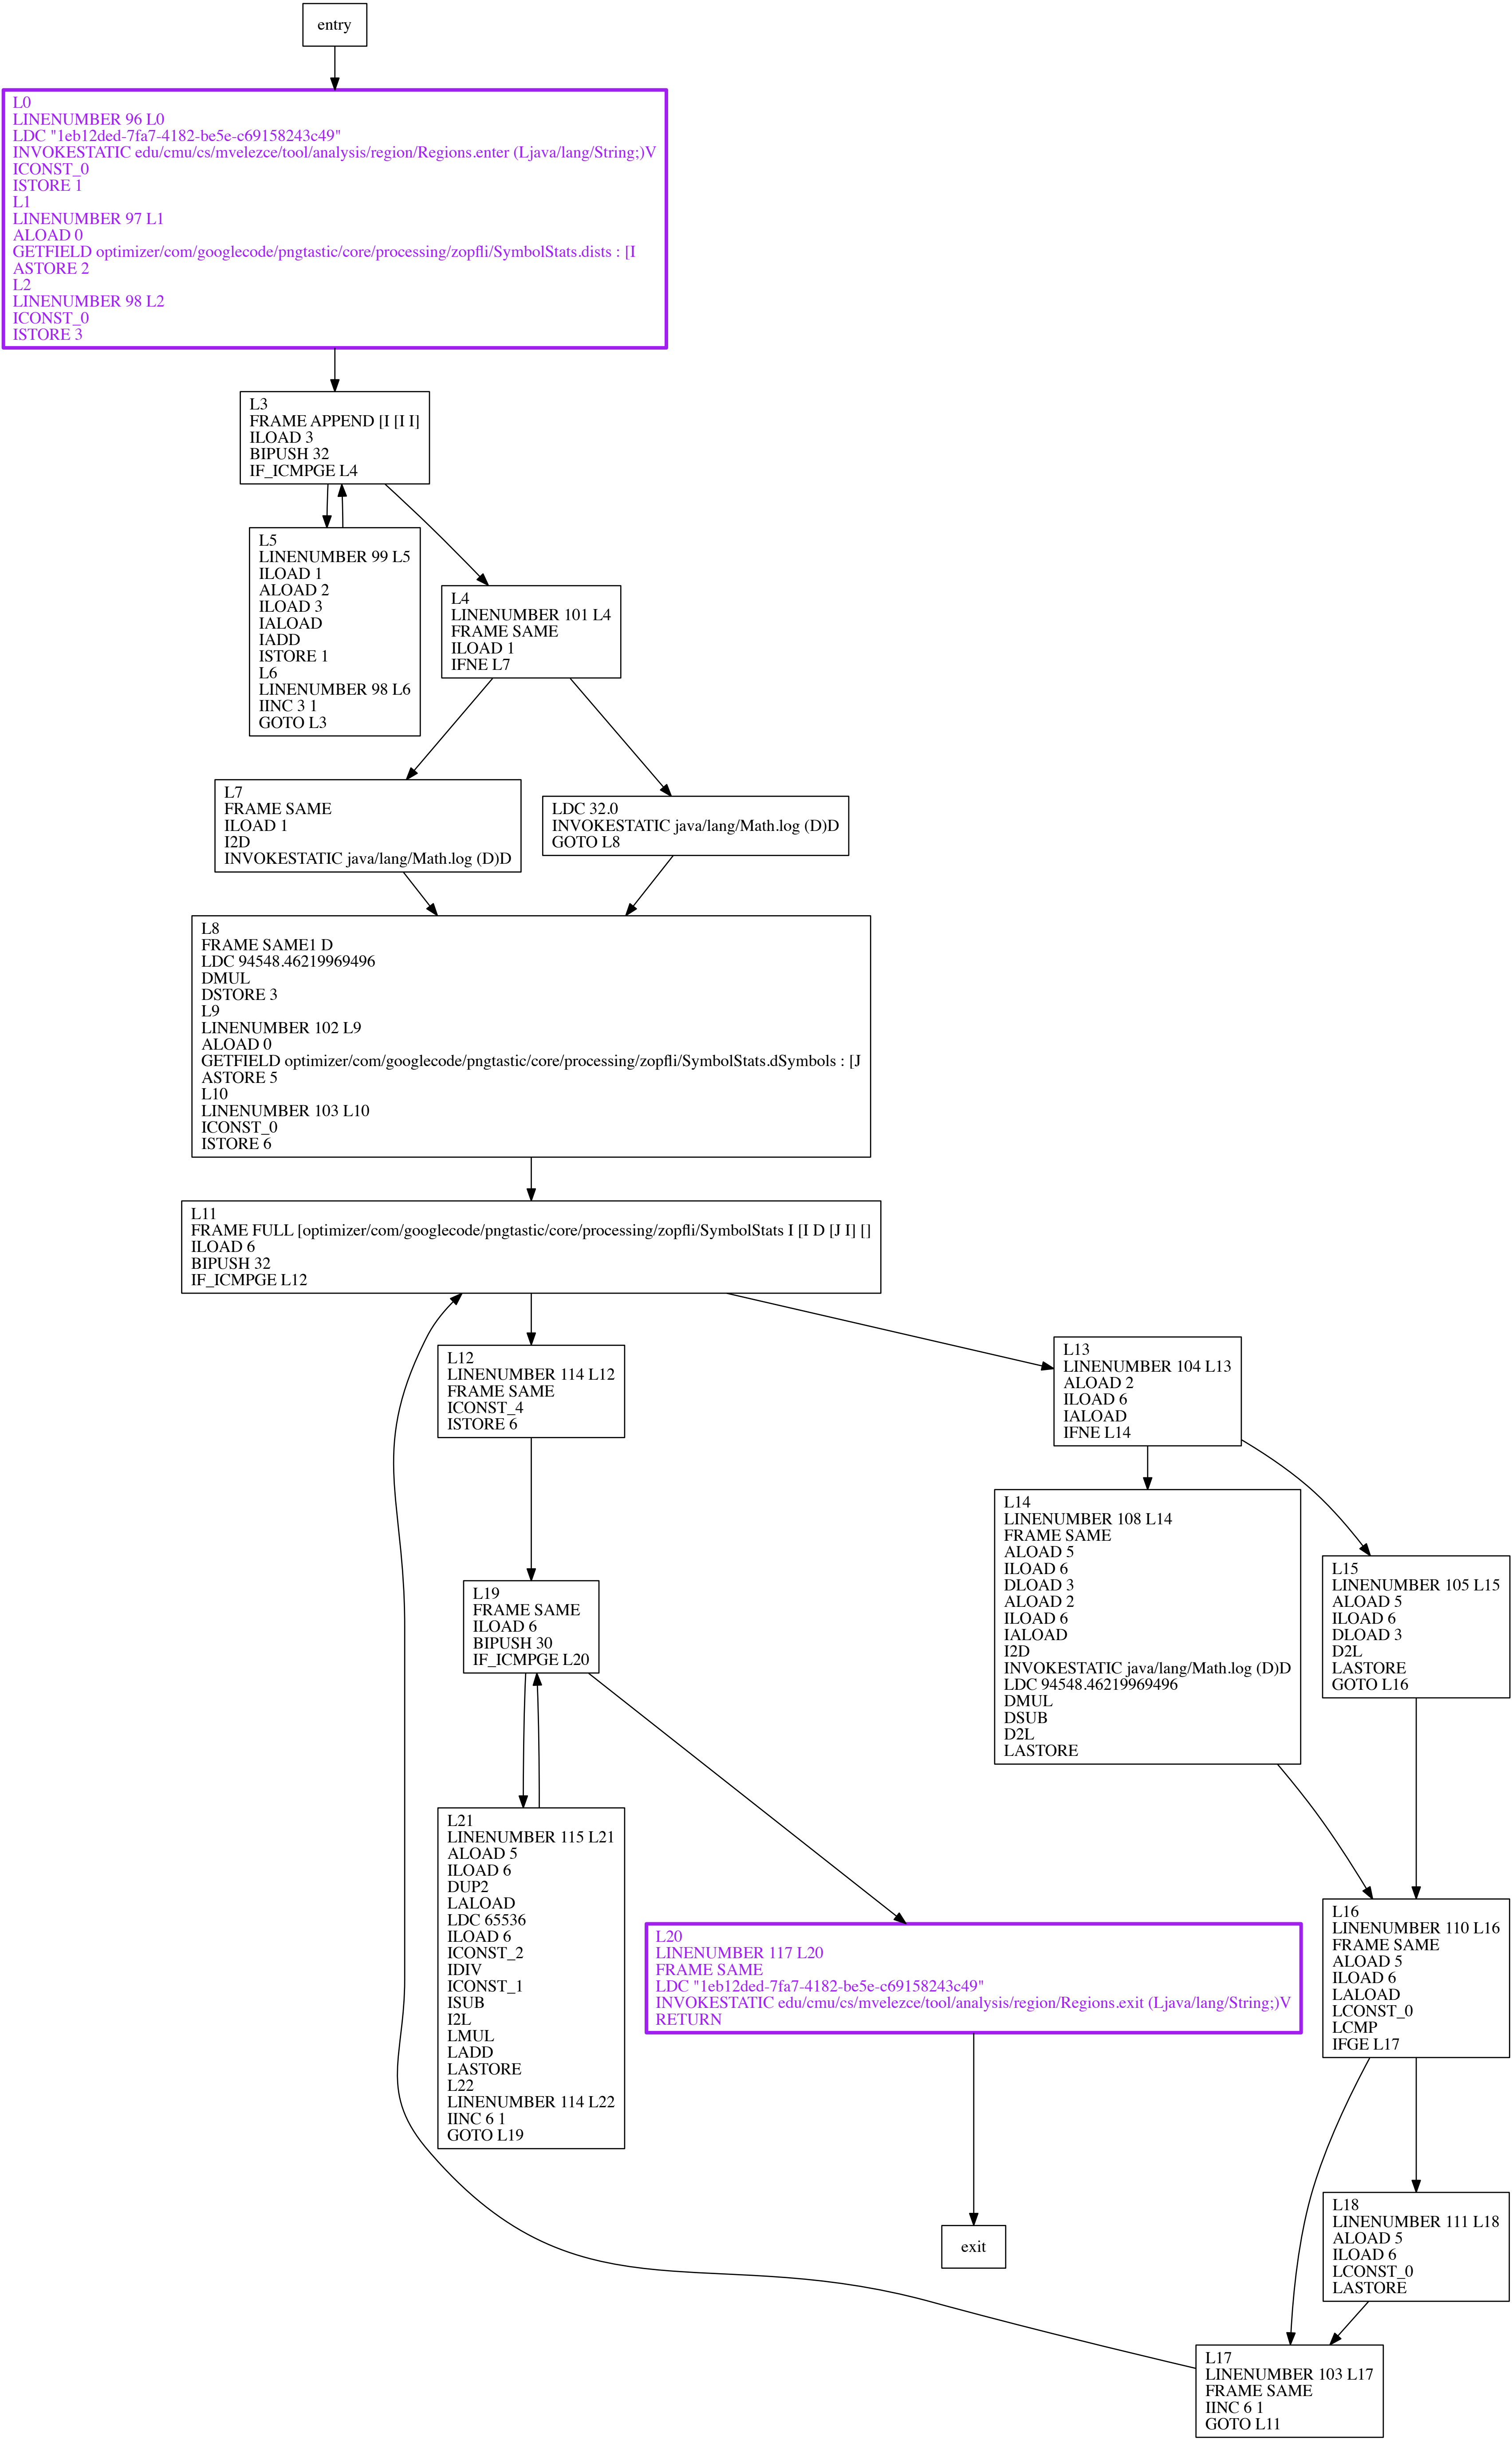 entry
L0
LINENUMBER 96 L0
LDC "1eb12ded-7fa7-4182-be5e-c69158243c49"
INVOKESTATIC edu/cmu/cs/mvelezce/tool/analysis/region/Regions.enter (Ljava/lang/String;)V
ICONST_0
ISTORE 1
L1
LINENUMBER 97 L1
ALOAD 0
GETFIELD optimizer/com/googlecode/pngtastic/core/processing/zopfli/SymbolStats.dists : [I
ASTORE 2
L2
LINENUMBER 98 L2
ICONST_0
ISTORE 3
L3
FRAME APPEND [I [I I]
ILOAD 3
BIPUSH 32
IF_ICMPGE L4
L5
LINENUMBER 99 L5
ILOAD 1
ALOAD 2
ILOAD 3
IALOAD
IADD
ISTORE 1
L6
LINENUMBER 98 L6
IINC 3 1
GOTO L3
L4
LINENUMBER 101 L4
FRAME SAME
ILOAD 1
IFNE L7
L7
FRAME SAME
ILOAD 1
I2D
INVOKESTATIC java/lang/Math.log (D)D
LDC 32.0
INVOKESTATIC java/lang/Math.log (D)D
GOTO L8
L8
FRAME SAME1 D
LDC 94548.46219969496
DMUL
DSTORE 3
L9
LINENUMBER 102 L9
ALOAD 0
GETFIELD optimizer/com/googlecode/pngtastic/core/processing/zopfli/SymbolStats.dSymbols : [J
ASTORE 5
L10
LINENUMBER 103 L10
ICONST_0
ISTORE 6
L11
FRAME FULL [optimizer/com/googlecode/pngtastic/core/processing/zopfli/SymbolStats I [I D [J I] []
ILOAD 6
BIPUSH 32
IF_ICMPGE L12
L12
LINENUMBER 114 L12
FRAME SAME
ICONST_4
ISTORE 6
L13
LINENUMBER 104 L13
ALOAD 2
ILOAD 6
IALOAD
IFNE L14
L14
LINENUMBER 108 L14
FRAME SAME
ALOAD 5
ILOAD 6
DLOAD 3
ALOAD 2
ILOAD 6
IALOAD
I2D
INVOKESTATIC java/lang/Math.log (D)D
LDC 94548.46219969496
DMUL
DSUB
D2L
LASTORE
L15
LINENUMBER 105 L15
ALOAD 5
ILOAD 6
DLOAD 3
D2L
LASTORE
GOTO L16
L19
FRAME SAME
ILOAD 6
BIPUSH 30
IF_ICMPGE L20
L21
LINENUMBER 115 L21
ALOAD 5
ILOAD 6
DUP2
LALOAD
LDC 65536
ILOAD 6
ICONST_2
IDIV
ICONST_1
ISUB
I2L
LMUL
LADD
LASTORE
L22
LINENUMBER 114 L22
IINC 6 1
GOTO L19
L20
LINENUMBER 117 L20
FRAME SAME
LDC "1eb12ded-7fa7-4182-be5e-c69158243c49"
INVOKESTATIC edu/cmu/cs/mvelezce/tool/analysis/region/Regions.exit (Ljava/lang/String;)V
RETURN
L16
LINENUMBER 110 L16
FRAME SAME
ALOAD 5
ILOAD 6
LALOAD
LCONST_0
LCMP
IFGE L17
L18
LINENUMBER 111 L18
ALOAD 5
ILOAD 6
LCONST_0
LASTORE
exit
L17
LINENUMBER 103 L17
FRAME SAME
IINC 6 1
GOTO L11